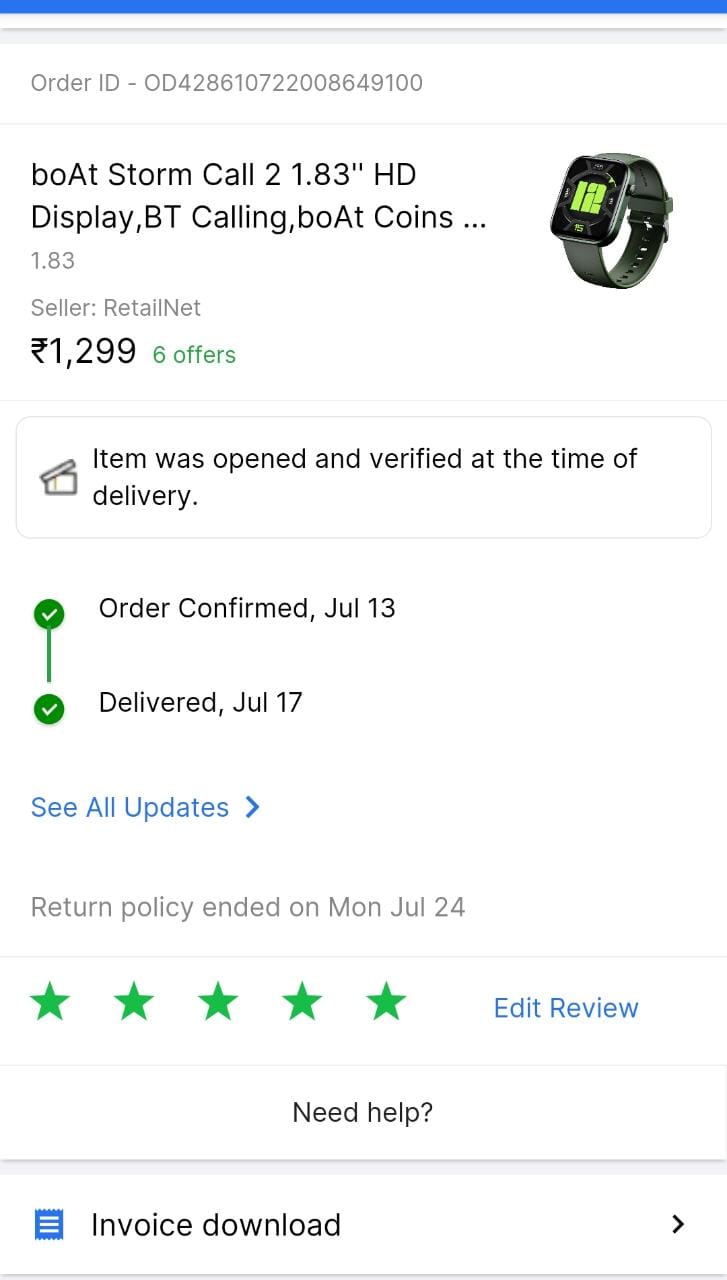 Order ID - OD428610722008649100
boAt Storm Call 2 1.83'' HD
Display,BT Calling,boAt Coins ...
1.83
Seller: RetailNet
₹1,299 6 offers
Item was opened and verified at the time of
delivery.
Order Confirmed, Jul 13
Delivered, Jul 17
See All Updates
Return policy ended on Mon Jul 24
Edit Review
Need help?
Invoice download